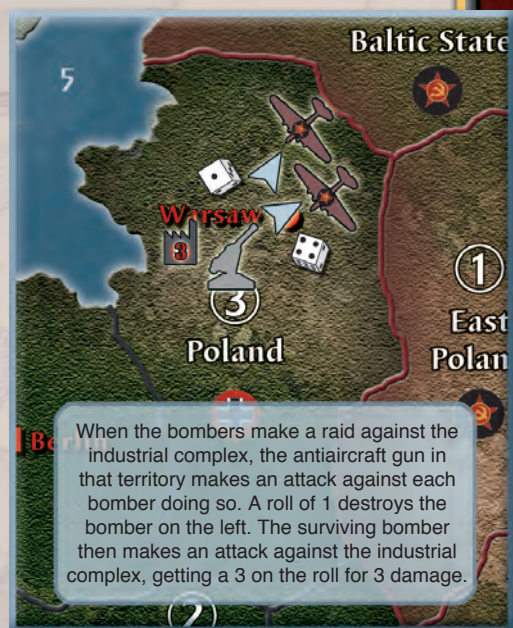 Baltic State
5
Warsaw
3
3
Poland
1
East
Polan
Berlin
When the bombers make a raid against the
industrial complex, the antiaircraft gun in
that territory makes an attack against each
bomber doing so. A roll of 1 destroys the
bomber on the left. The surviving bomber
then makes an attack against the industrial
complex, getting a 3 on the roll for 3 damage.
2